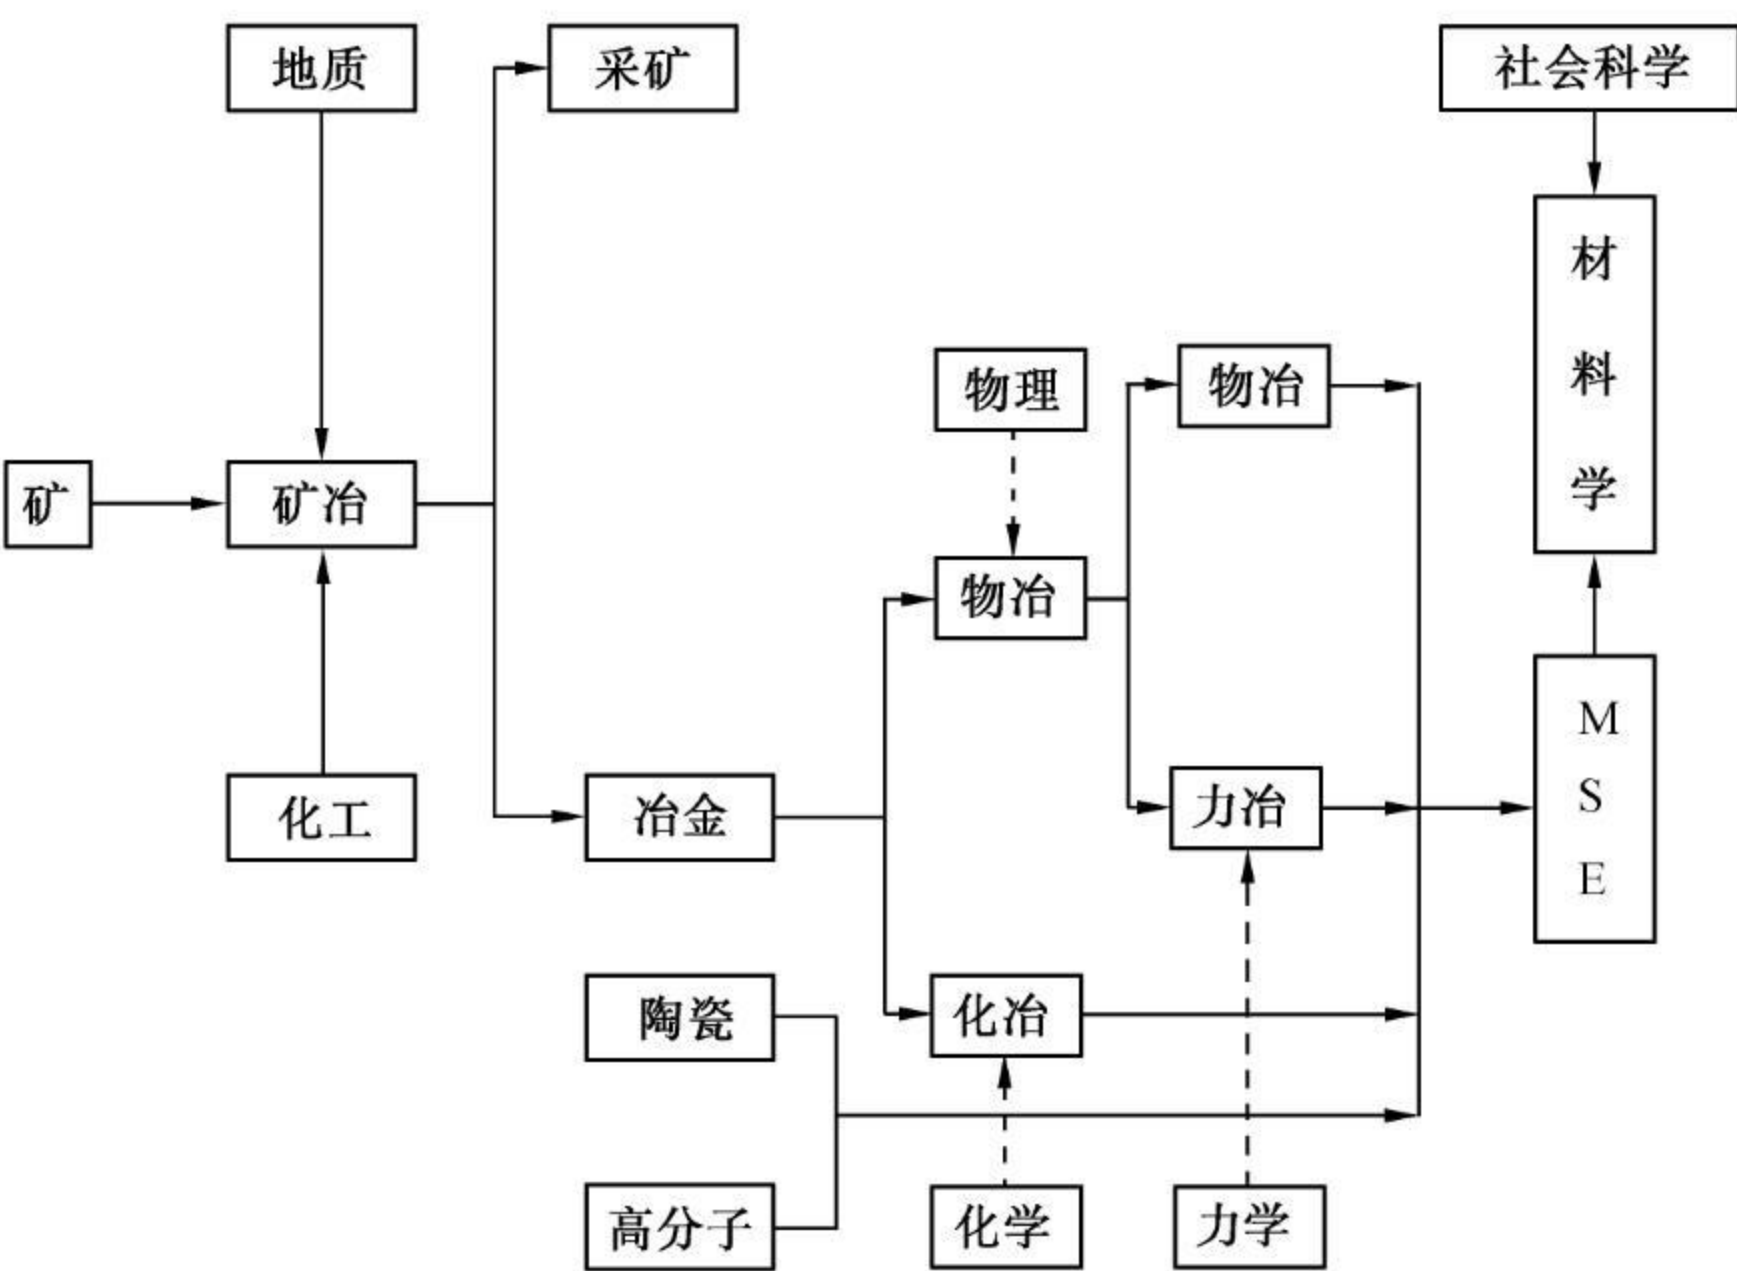 地质
采矿
社会科学
材
料
学
物理
物冶
矿
矿冶
物冶
M
S
E
化工
冶金
力冶
陶瓷
化冶
高分子
化学
力学